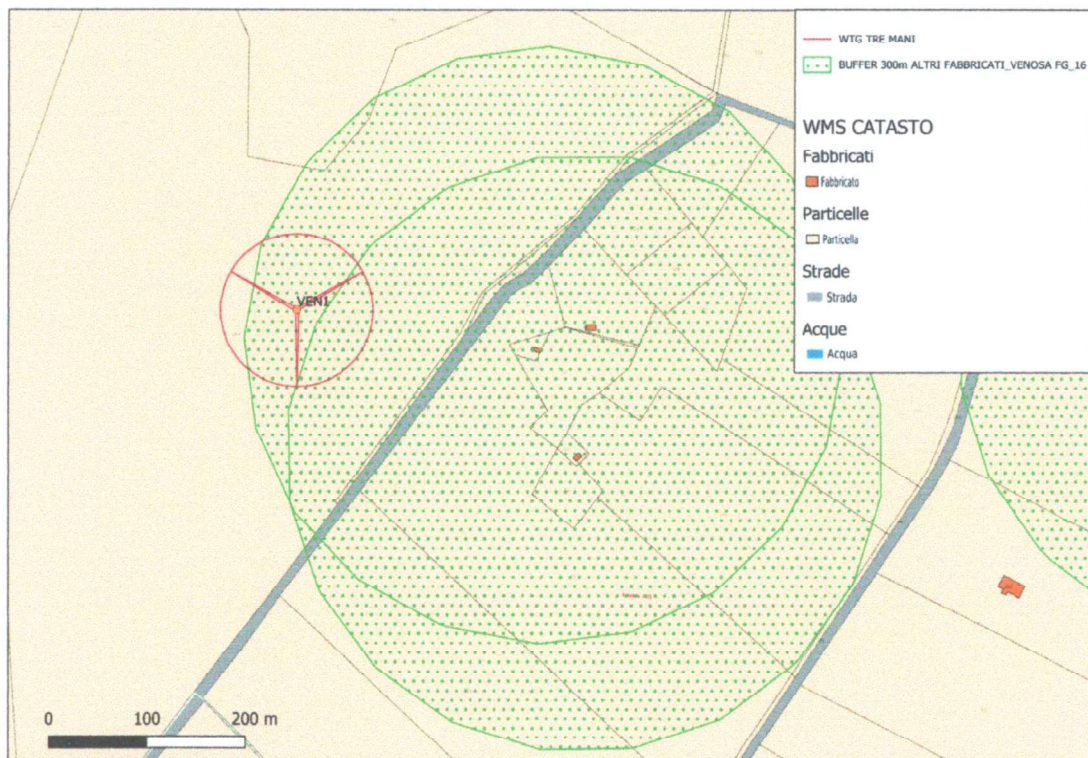 WTG TRE MANI
BUFFER 300m ALTRI FABBRICATI_VENOSA FG_16
WMS CATASTO
Fabbricati
Fabbricato
Particelle
Particella
Strade
Strada
Acque
Acqua
VEN1
0 100 200 m